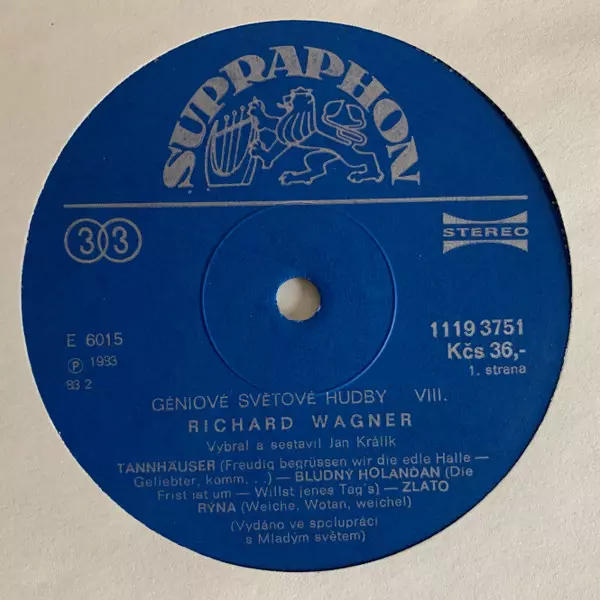 SUPRAPHON
33
STEREO
E 6015
1119 3751
Ⓟ 1983
Kčs 36,-
83 2
1. strana
GÉNIOVÉ SVĚTOVÉ HUDBY VIII.
RICHARD WAGNER
Vybral a sestavil Jan Králík
TANNHÄUSER (Freudig begrüssen wir die edle Halle —
Geliebter, komm. . .) — BLUDNÝ HOLANĎAN (Die
Frist ist um — Willst jenes Tag's) — ZLATO
RÝNA (Weiche, Wotan, weiche!)
(Vydáno ve spolupráci
s Mladým světem)